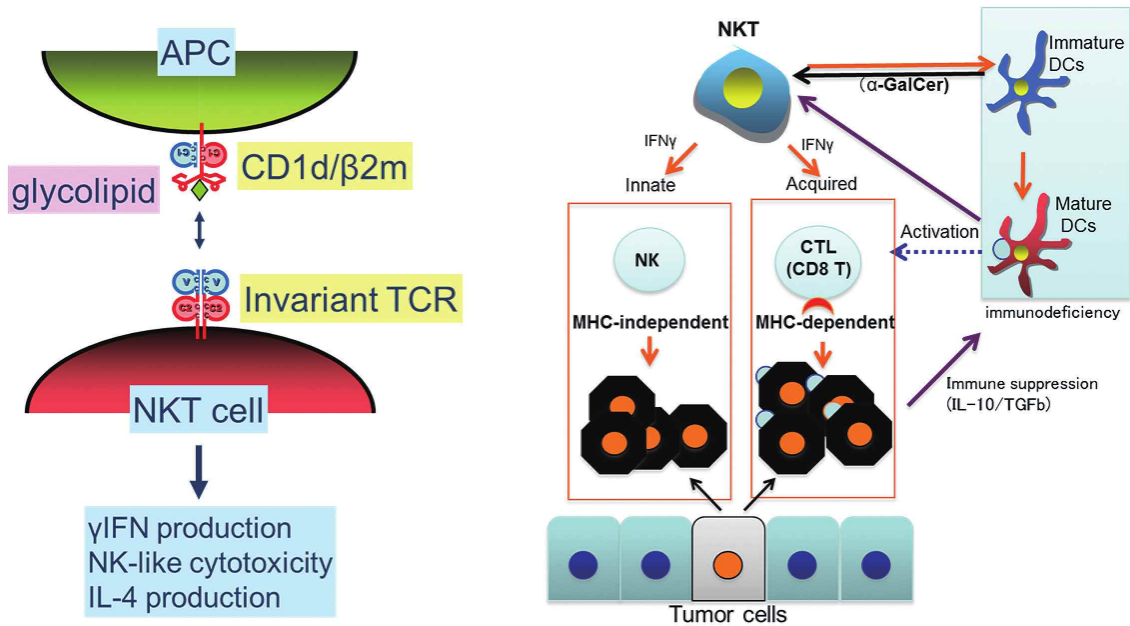 APC
glycolipid
CD1d/β2m
Invariant TCR
NKT cell
γIFN production
NK-like cytotoxicity
IL-4 production
NKT
(α-GalCer)
Immature
DCs
Mature
DCs
immunodeficiency
IFNγ
IFNγ
Innate
Acquired
Activation
NK
CTL
(CD8 T)
MHC-independent
MHC-dependent
Immune suppression
(IL-10/TGFb)
Tumor cells
V
V
C2
C2